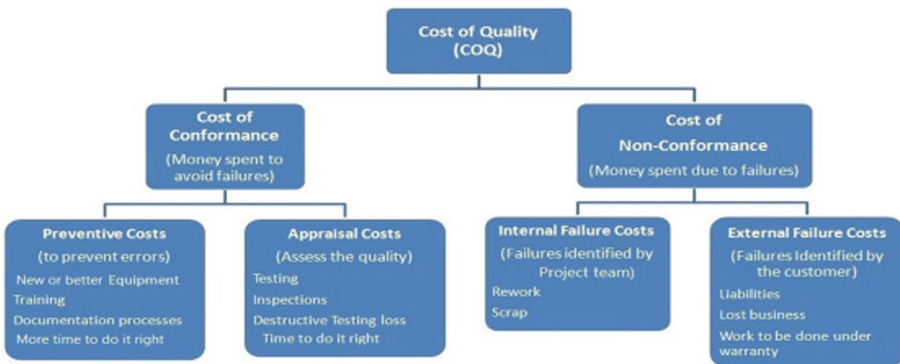 Cost of Quality
(COQ)
Cost of
Conformance
(Money spent to
avoid failures)
Cost of
Non-Conformance
(Money spent due to failures)
Preventive Costs
(to prevent errors)
New or better Equipment
Training
Documentation processes
More time to do it right
Appraisal Costs
(Assess the quality)
Testing
Inspections
Destructive Testing loss
Time to do it right
Internal Failure Costs
(Failures identified by
Project team)
Rework
Scrap
External Failure Costs
(Failures Identified by
the customer)
Liabilities
Lost business
Work to be done under
warranty